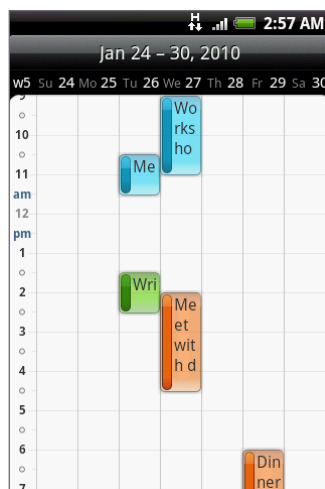 H
2:57 AM
Jan 24 – 30, 2010
w5 Su 24 Mo 25 Tu 26 We 27 Th 28 Fr 29 Sa 30
9
Wo
rks
ho
10
11
Me
am
12
pm
1
Wri
2
Me
et
wit
h d
3
4
5
6
Din
ner
7